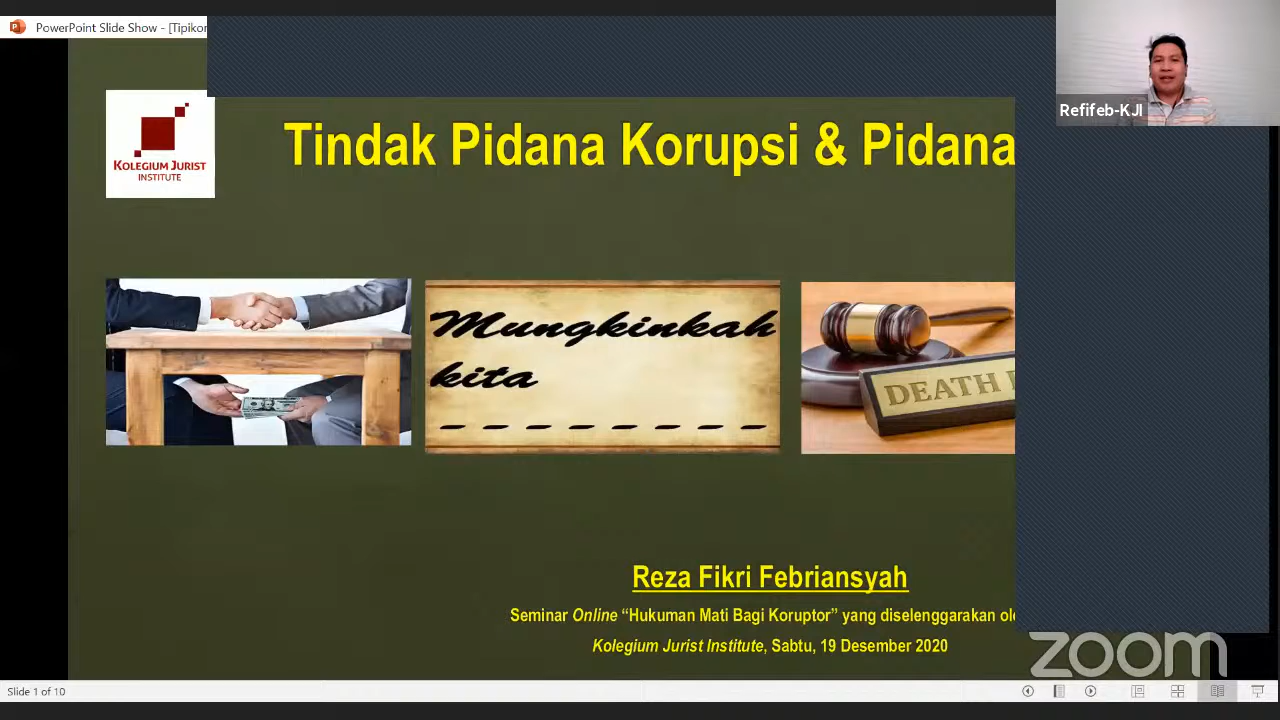 PowerPoint Slide Show - [Tipikor
Refifeb-KJI
KOLEGIUM JURIST
INSTITUTE
Tindak Pidana Korupsi & Pidana
Mungkinkah
kita
_ _ _ _ _ _ _ _
DEATH
Reza Fikri Febriansyah
Seminar Online “Hukuman Mati Bagi Koruptor” yang diselenggarakan
Kolegium Jurist Institute, Sabtu, 19 Desember 2020
zoom
Slide 1 of 10